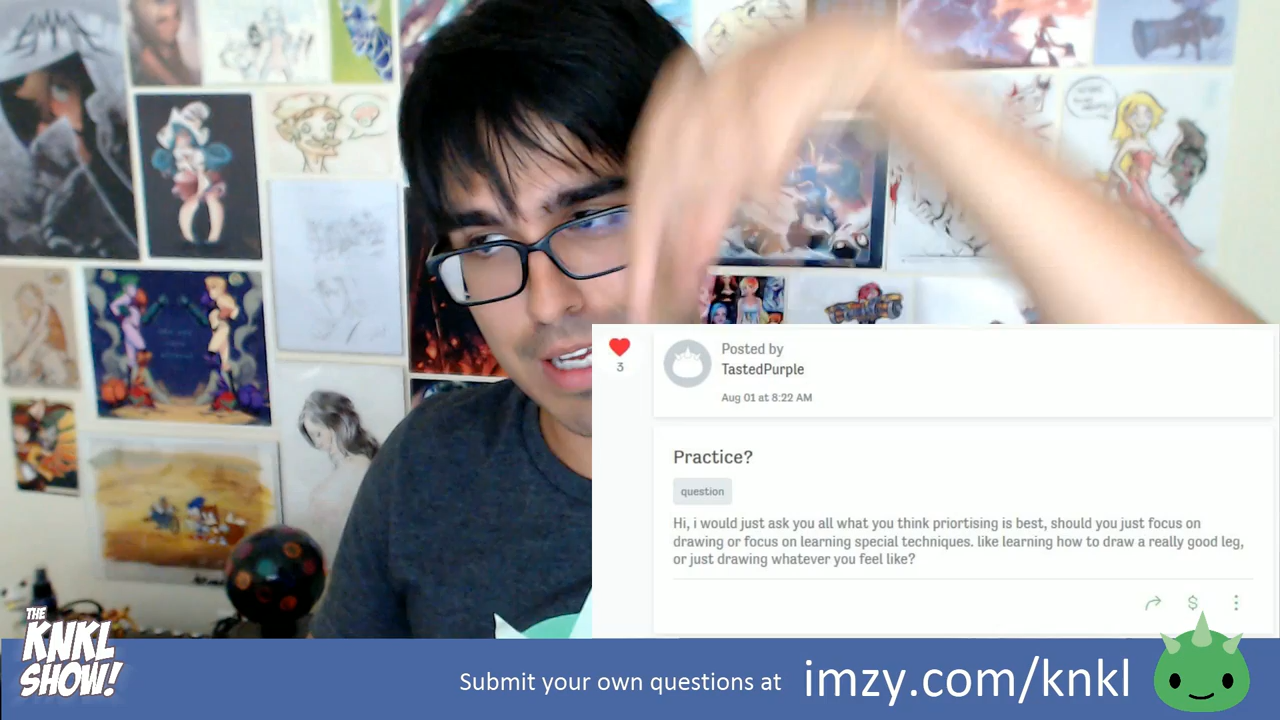 3
Posted by
TastedPurple
Aug 01 at 8:22 AM
Practice?
question
Hi, i would just ask you all what you think priortising is best, should you just focus on
drawing or focus on learning special techniques. like learning how to draw a really good leg,
or just drawing whatever you feel like?
$
THE
KNKL
SHOW!
Submit your own questions at imzy.com/knkl